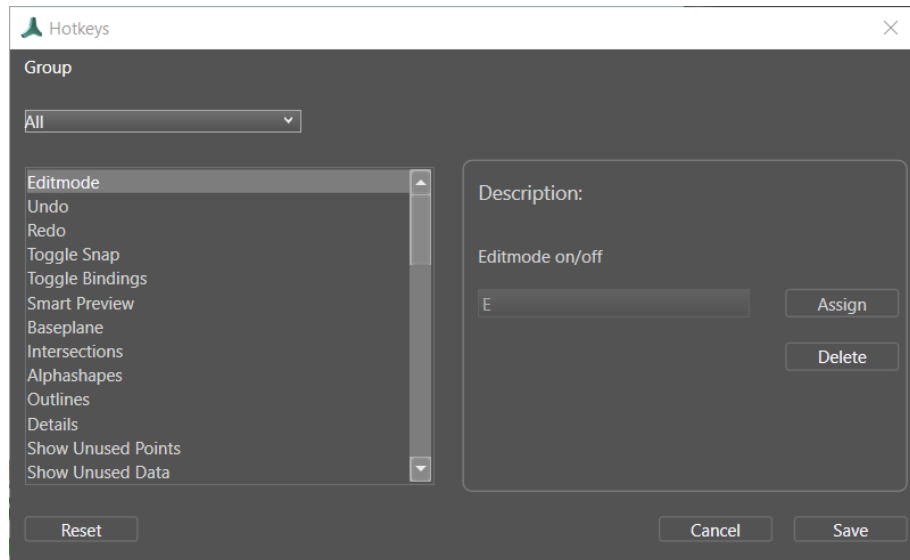 Hotkeys
Group
All
Editmode
Undo
Redo
Toggle Snap
Toggle Bindings
Smart Preview
Baseplane
Intersections
Alphashapes
Outlines
Details
Show Unused Points
Show Unused Data
Description:
Editmode on/off
E
Assign
Delete
Reset
Cancel
Save